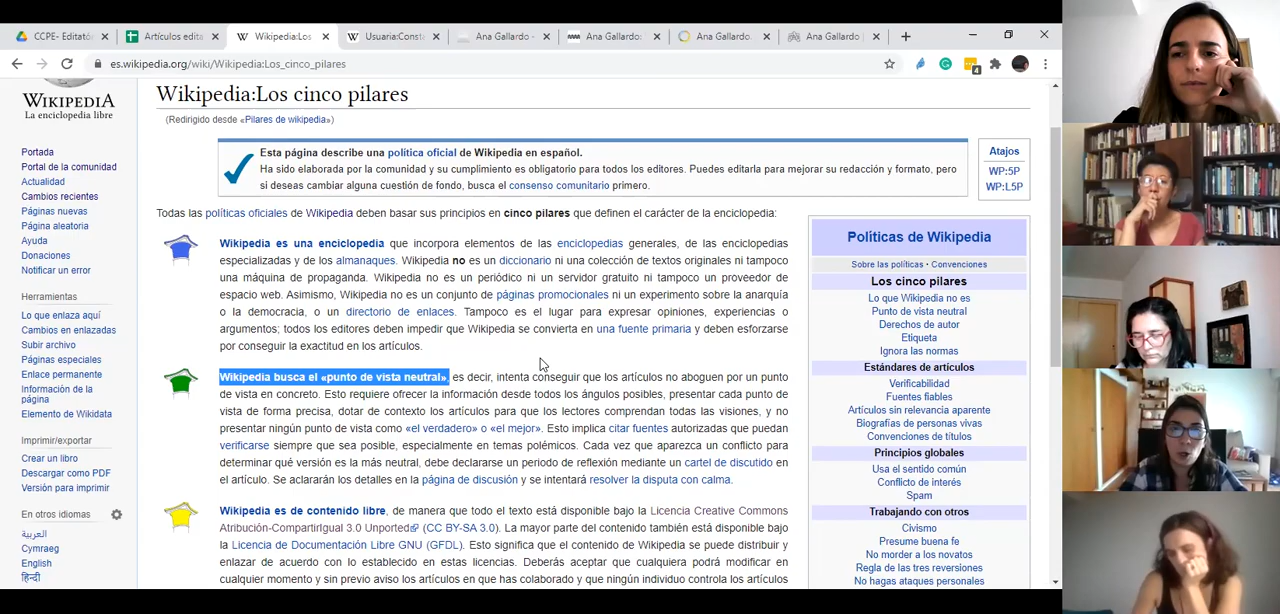 CCPE- Editatón
Artículos edita
Wikipedia:Los
Usuaria:Const
Ana Gallardo -
Ana Gallardo:
Ana Gallardo.
Ana Gallardo |
es.wikipedia.org/wiki/Wikipedia:Los_cinco_pilares
4
WIKIPEDIA
La enciclopedia libre
Portada
Portal de la comunidad
Actualidad
Cambios recientes
Páginas nuevas
Página aleatoria
Ayuda
Donaciones
Notificar un error
Herramientas
Lo que enlaza aquí
Cambios en enlazadas
Subir archivo
Páginas especiales
Enlace permanente
Información de la
página
Elemento de Wikidata
Imprimir/exportar
Crear un libro
Descargar como PDF
Versión para imprimir
En otros idiomas
العربية
Cymraeg
English
हिन्दी
Wikipedia:Los cinco pilares
(Redirigido desde «Pilares de wikipedia»)
Esta página describe una política oficial de Wikipedia en español.
Ha sido elaborada por la comunidad y su cumplimiento es obligatorio para todos los editores. Puedes editarla para mejorar su redacción y formato, pero
si deseas cambiar alguna cuestión de fondo, busca el consenso comunitario primero.
Atajos
WP:5P
WP:L5P
Todas las políticas oficiales de Wikipedia deben basar sus principios en cinco pilares que definen el carácter de la enciclopedia:
Wikipedia es una enciclopedia que incorpora elementos de las enciclopedias generales, de las enciclopedias
especializadas y de los almanaques. Wikipedia no es un diccionario ni una colección de textos originales ni tampoco
una máquina de propaganda. Wikipedia no es un periódico ni un servidor gratuito ni tampoco un proveedor de
espacio web. Asimismo, Wikipedia no es un conjunto de páginas promocionales ni un experimento sobre la anarquía
o la democracia, o un directorio de enlaces. Tampoco es el lugar para expresar opiniones, experiencias o
argumentos; todos los editores deben impedir que Wikipedia se convierta en una fuente primaria y deben esforzarse
por conseguir la exactitud en los artículos.
Wikipedia busca el «punto de vista neutral», es decir, intenta conseguir que los artículos no aboguen por un punto
de vista en concreto. Esto requiere ofrecer la información desde todos los ángulos posibles, presentar cada punto de
vista de forma precisa, dotar de contexto los artículos para que los lectores comprendan todas las visiones, y no
presentar ningún punto de vista como «el verdadero» o «el mejor». Esto implica citar fuentes autorizadas que puedan
verificarse siempre que sea posible, especialmente en temas polémicos. Cada vez que aparezca un conflicto para
determinar qué versión es la más neutral, debe declararse un periodo de reflexión mediante un cartel de discutido en
el artículo. Se aclararán los detalles en la página de discusión y se intentará resolver la disputa con calma.
Wikipedia es de contenido libre, de manera que todo el texto está disponible bajo la Licencia Creative Commons
Atribución-CompartirIgual 3.0 Unported (CC BY-SA 3.0). La mayor parte del contenido también está disponible bajo
la Licencia de Documentación Libre GNU (GFDL). Esto significa que el contenido de Wikipedia se puede distribuir y
enlazar de acuerdo con lo establecido en estas licencias. Deberás aceptar que cualquiera podrá modificar en
cualquier momento y sin previo aviso los artículos en que has colaborado y que ningún individuo controla los artículos
Políticas de Wikipedia
Sobre las políticas · Convenciones
Los cinco pilares
Lo que Wikipedia no es
Punto de vista neutral
Derechos de autor
Etiqueta
Ignora las normas
Estándares de artículos
Verificabilidad
Fuentes fiables
Artículos sin relevancia aparente
Biografías de personas vivas
Convenciones de títulos
Principios globales
Usa el sentido común
Conflicto de interés
Spam
Trabajando con otros
Civismo
Presume buena fe
No morder a los novatos
Regla de las tres reversiones
No hagas ataques personales